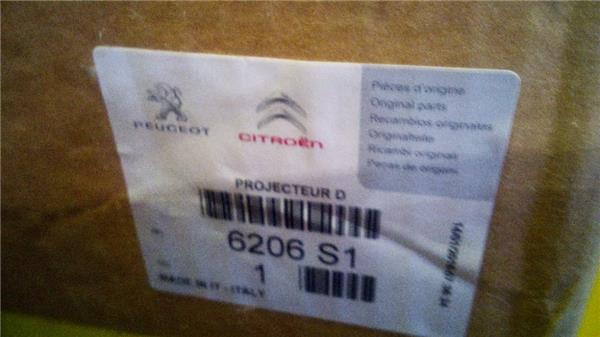 PEUGEOT
CITROËN
Pièces d'origine
Original parts
Recambios originales
Originalteile
Ricambi originali
Pecas de origem
PROJECTEUR D
6206 S1
1
MADE IN IT - ITALY